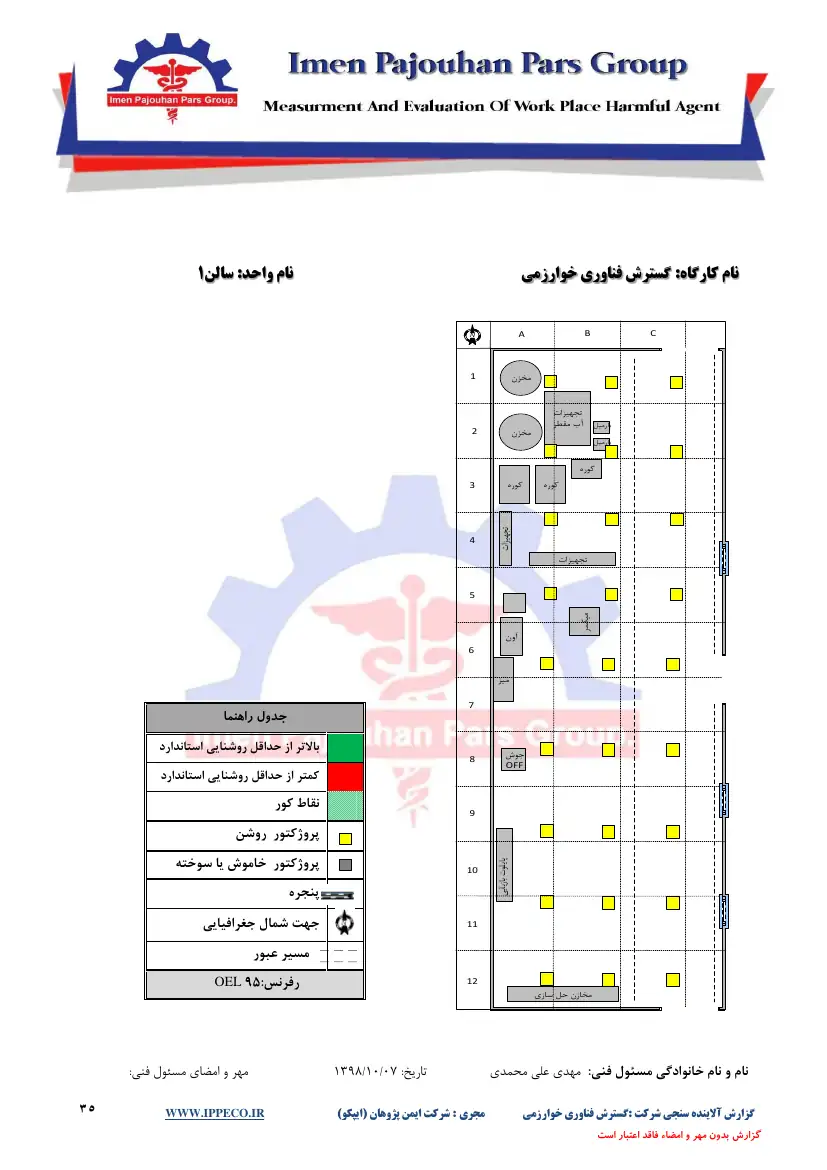 Imen Pajouhan Pars Group
Imen Pajouhan Pars Group.
Measurment And Evaluation Of Work Place Harmful Agent
نام کارگاه: گسترش فناوری خوارزمی
نام واحد: سالن۱
A B C
1
مخزن
تجهیزات
آب مقطر
2
مخزن
کوره
3
کوره کوره
4
تجهیزات
تجهیزات
5
میکسر
6
آون
میز
7
8
جوش
OFF
9
10
11
12
مخازن حل سازی
Imen Pajouhan Pars Group.
جدول راهنما
بالاتر از حداقل روشنایی استاندارد
کمتر از حداقل روشنایی استاندارد
نقاط کور
پروژکتور روشن
پروژکتور خاموش یا سوخته
پنجره
جهت شمال جغرافیایی
مسیر عبور
رفرنس:OEL ۹۵
نام و نام خانوادگی مسئول فنی: مهدی علی محمدی تاریخ: ۱۳۹۸/۱۰/۰۷ مهر و امضای مسئول فنی:
گزارش آلاینده سنجی شرکت :گسترش فناوری خوارزمی مجری : شرکت ایمن پژوهان (ایپکو) WWW.IPPECO.IR ۳۵
گزارش بدون مهر و امضاء فاقد اعتبار است